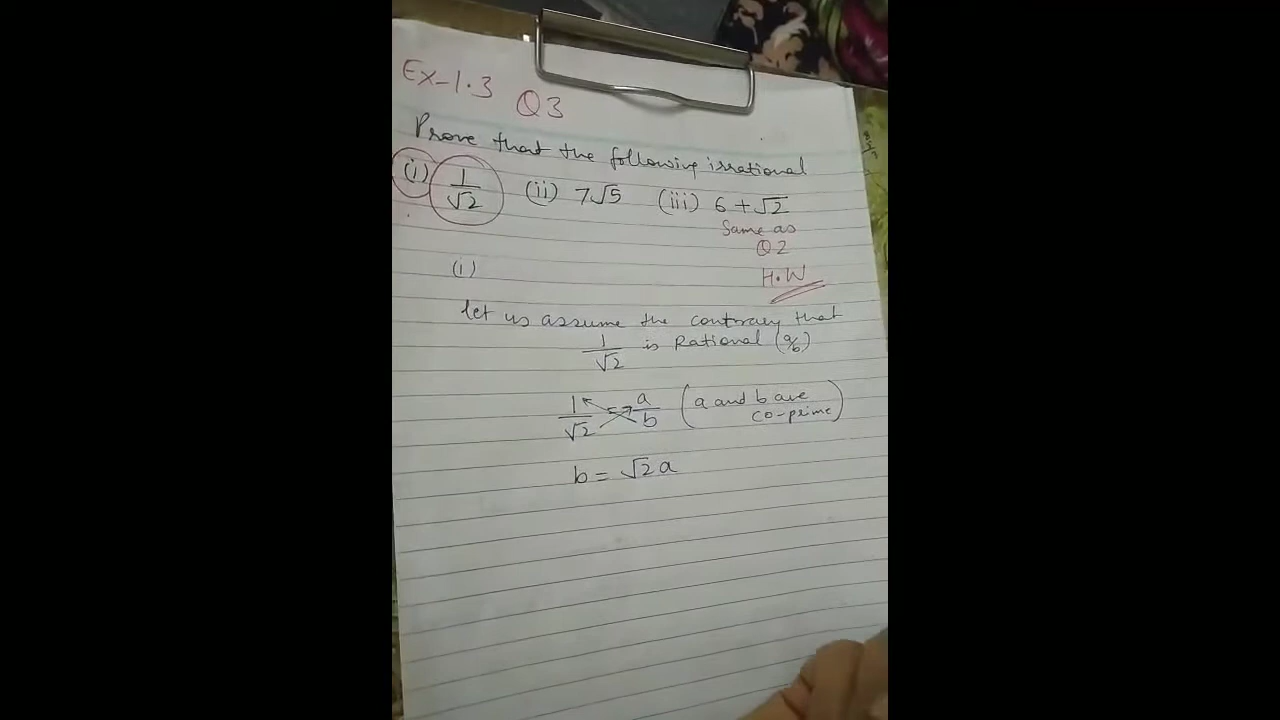 Ex-1.3 Q3
Prove that the following irrational
(i) 1/√2 (ii) 7√5 (iii) 6 + √2
Same as
Q2
H.W
(i)
let us assume the contrary that
1/√2 is Rational (a/b)
1/√2 = a/b (a and b are
co-prime)
b = √2a